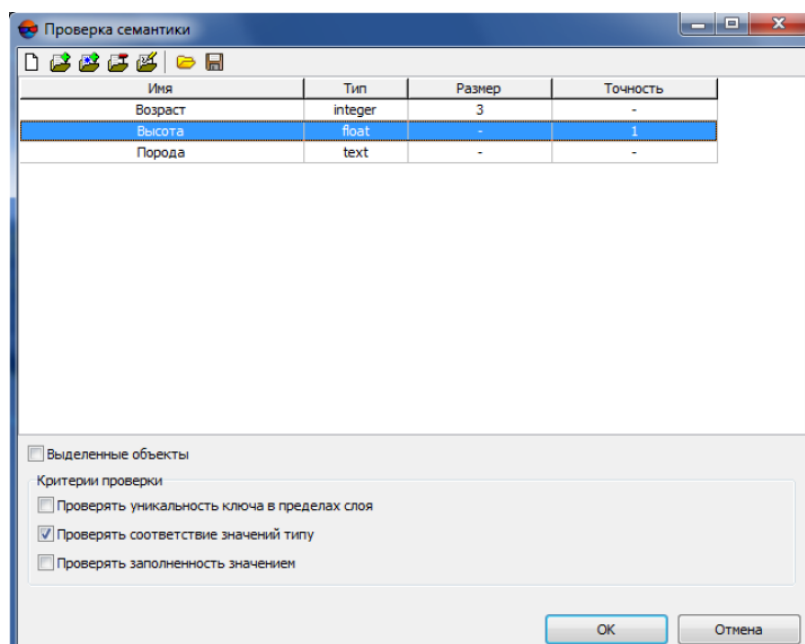 Проверка семантики
Имя Тип Размер Точность
Возраст integer 3 -
Высота float - 1
Порода text - -
Выделенные объекты
Критерии проверки
Проверять уникальность ключа в пределах слоя
Проверять соответствие значений типу
Проверять заполненность значением
OK Отмена